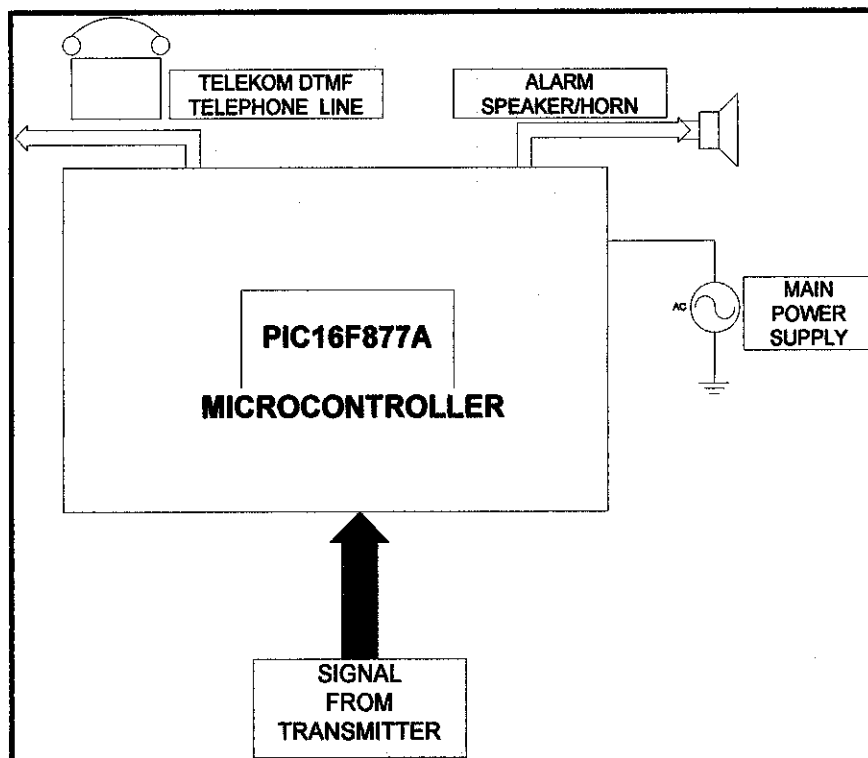 TELEKOM DTMF
TELEPHONE LINE
ALARM
SPEAKER/HORN
AC
MAIN
POWER
SUPPLY
PIC16F877A
MICROCONTROLLER
SIGNAL
FROM
TRANSMITTER